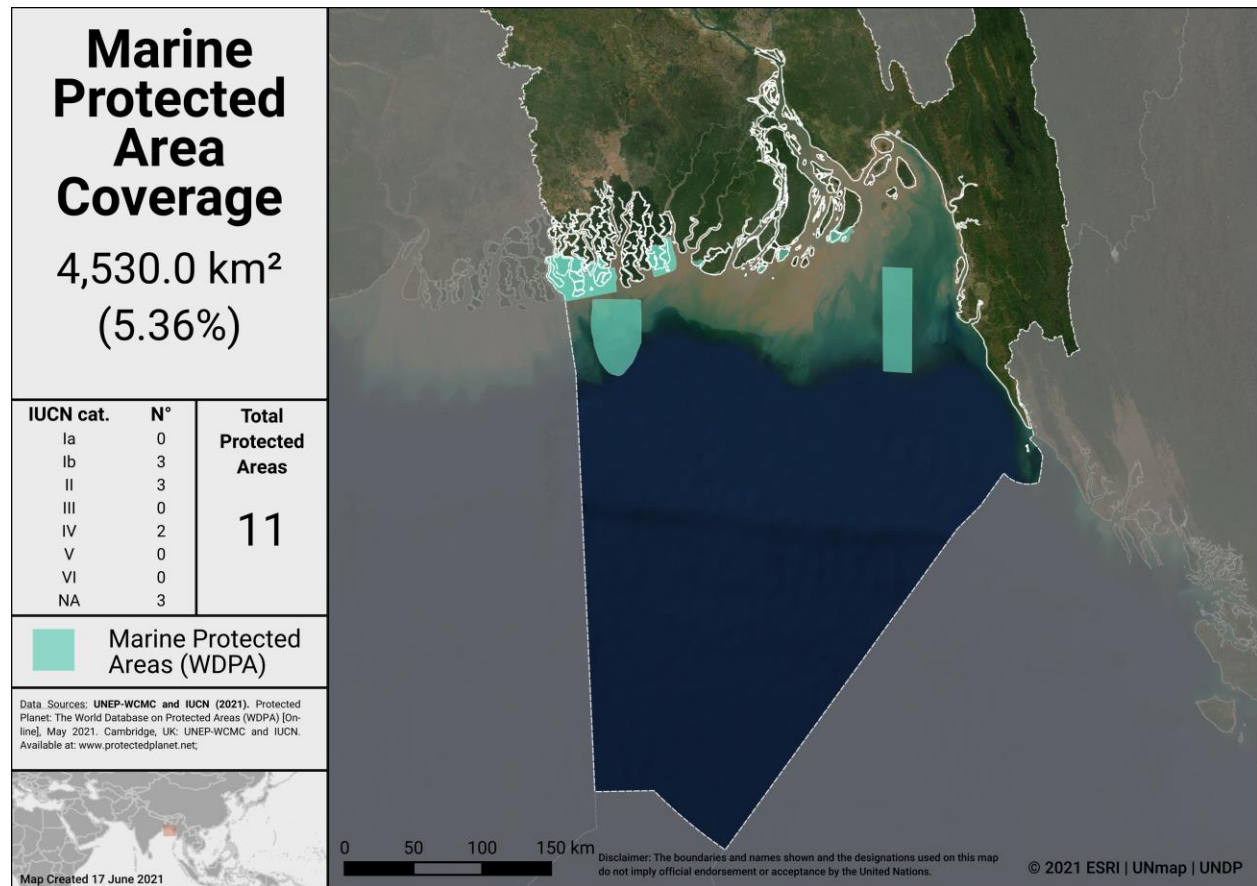 Marine
Protected
Area
Coverage
4,530.0 km²
(5.36%)
IUCN cat. N°
Ia 0
Ib 3
II 3
III 0
IV 2
V 0
VI 0
NA 3
Total
Protected
Areas
11
Marine Protected
Areas (WDPA)
Data Sources: UNEP-WCMC and IUCN (2021). Protected
Planet: The World Database on Protected Areas (WDPA) [On-
line], May 2021. Cambridge, UK: UNEP-WCMC and IUCN.
Available at: www.protectedplanet.net;
Map Created 17 June 2021
0 50 100 150 km
Disclaimer: The boundaries and names shown and the designations used on this map
do not imply official endorsement or acceptance by the United Nations.
© 2021 ESRI | UNmap | UNDP